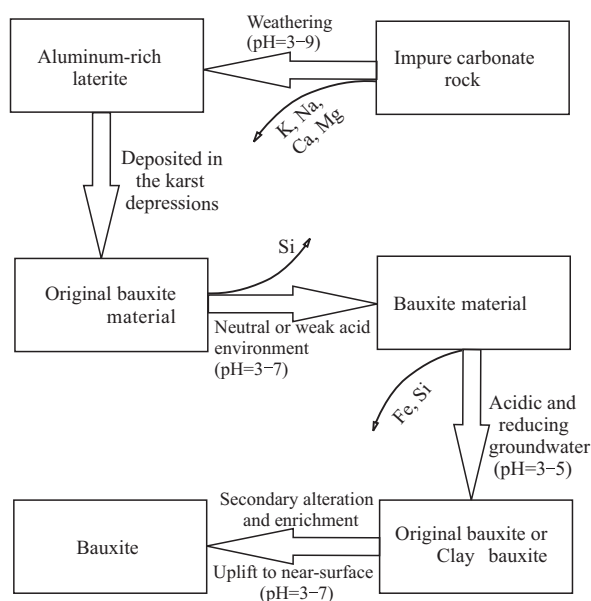 Weathering
(pH=3−9)
Aluminum-rich
laterite
Impure carbonate
rock
K, Na,
Ca, Mg
Deposited in
the karst
depressions
Si
Original bauxite
material
Bauxite material
Neutral or weak acid
environment
(pH=3−7)
Fe, Si
Acidic and
reducing
groundwater
(pH=3−5)
Secondary alteration
and enrichment
Bauxite
Original bauxite or
Clay bauxite
Uplift to near-surface
(pH=3−7)